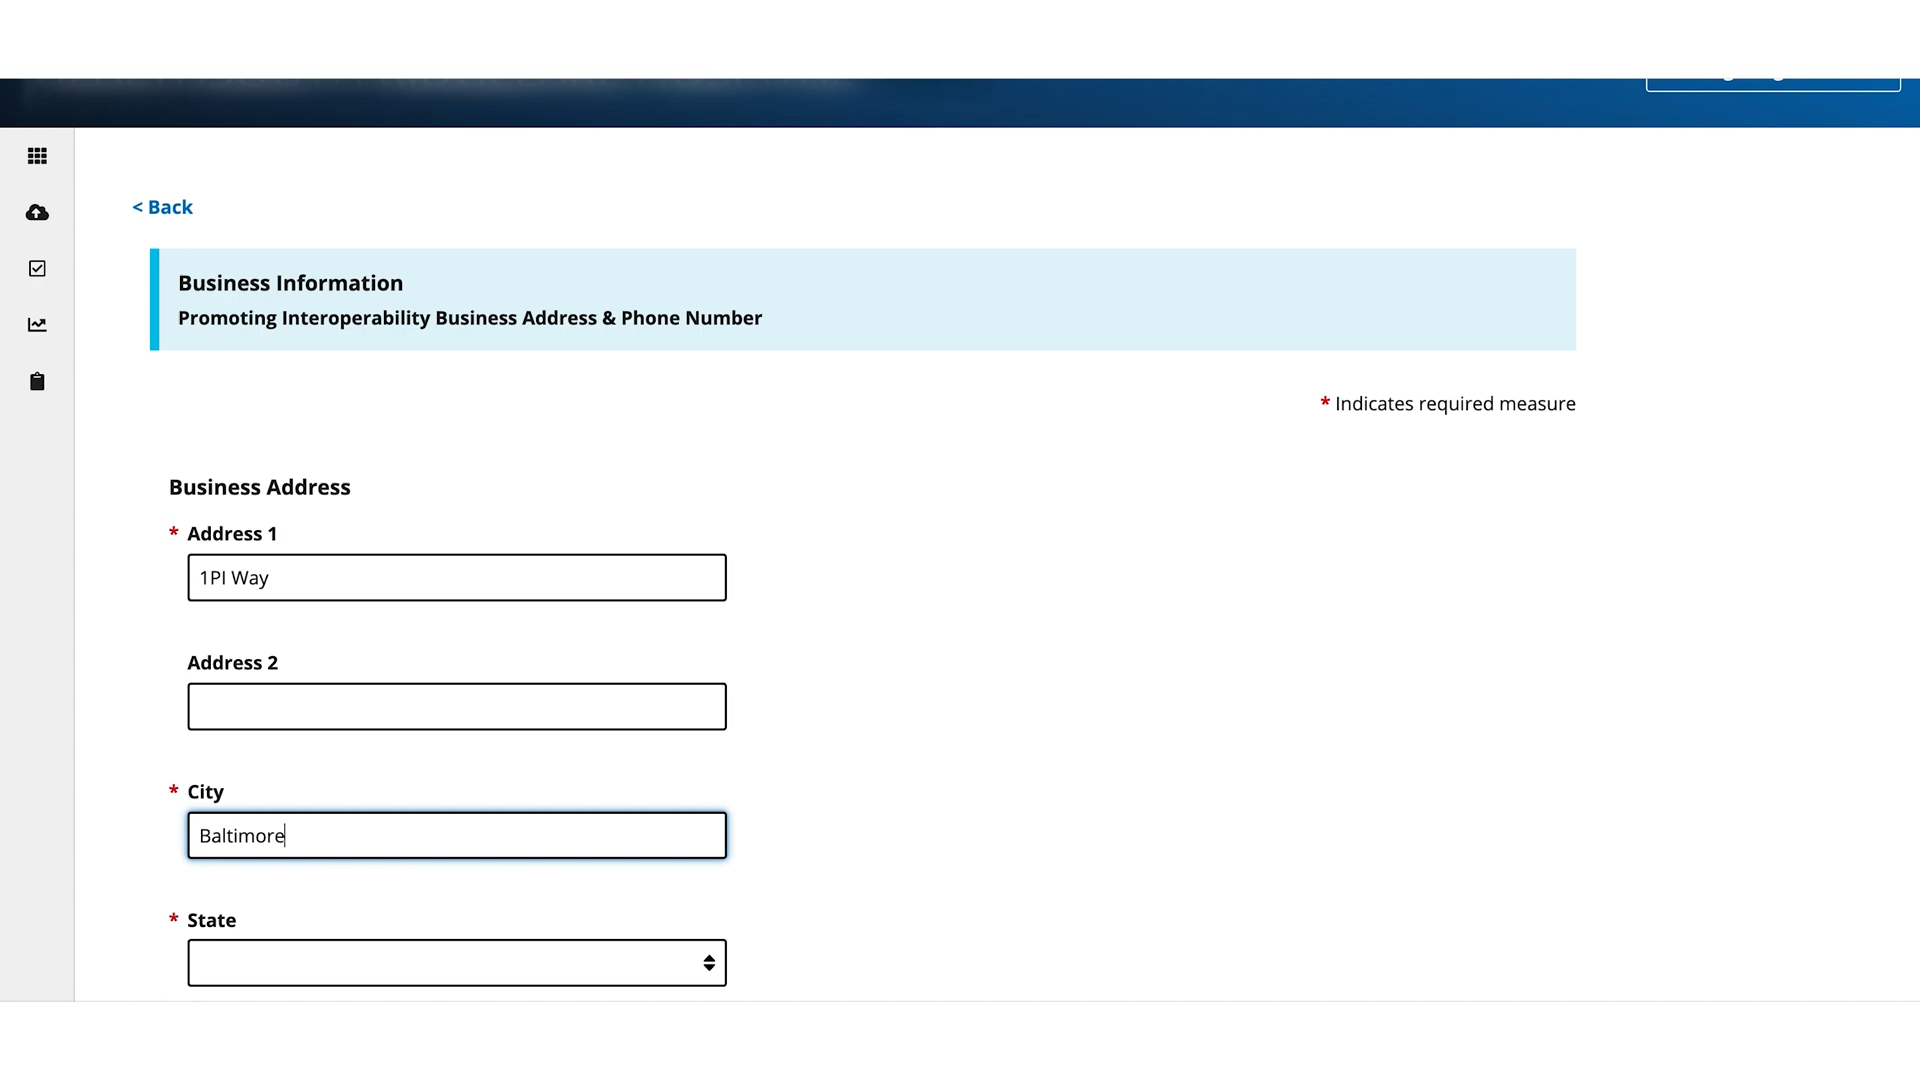 < Back
Business Information
Promoting Interoperability Business Address & Phone Number
* Indicates required measure
Business Address
* Address 1
1PI Way
Address 2
* City
Baltimore
* State